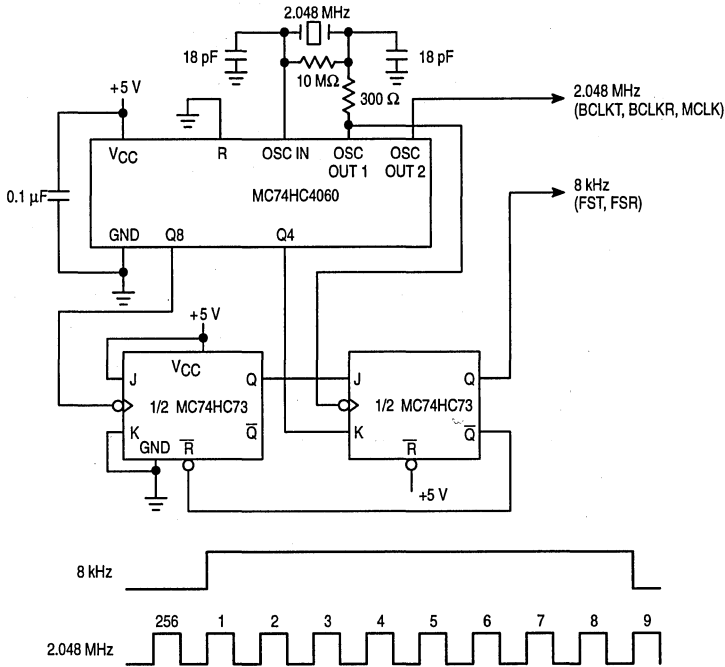 2.048 MHz
18 pF
18 pF
10 MΩ
300 Ω
+5 V
2.048 MHz
(BCLKT, BCLKR, MCLK)
VCC
R
OSC IN
OSC
OUT 1
OSC
OUT 2
MC74HC4060
8 kHz
(FST, FSR)
0.1 μF
GND
Q8
Q4
+5 V
VCC
J
Q
J
Q
1/2 MC74HC73
1/2 MC74HC73
K
Q̅
K
Q̅
GND
R̅
R̅
+5 V
8 kHz
256 1 2 3 4 5 6 7 8 9
2.048 MHz